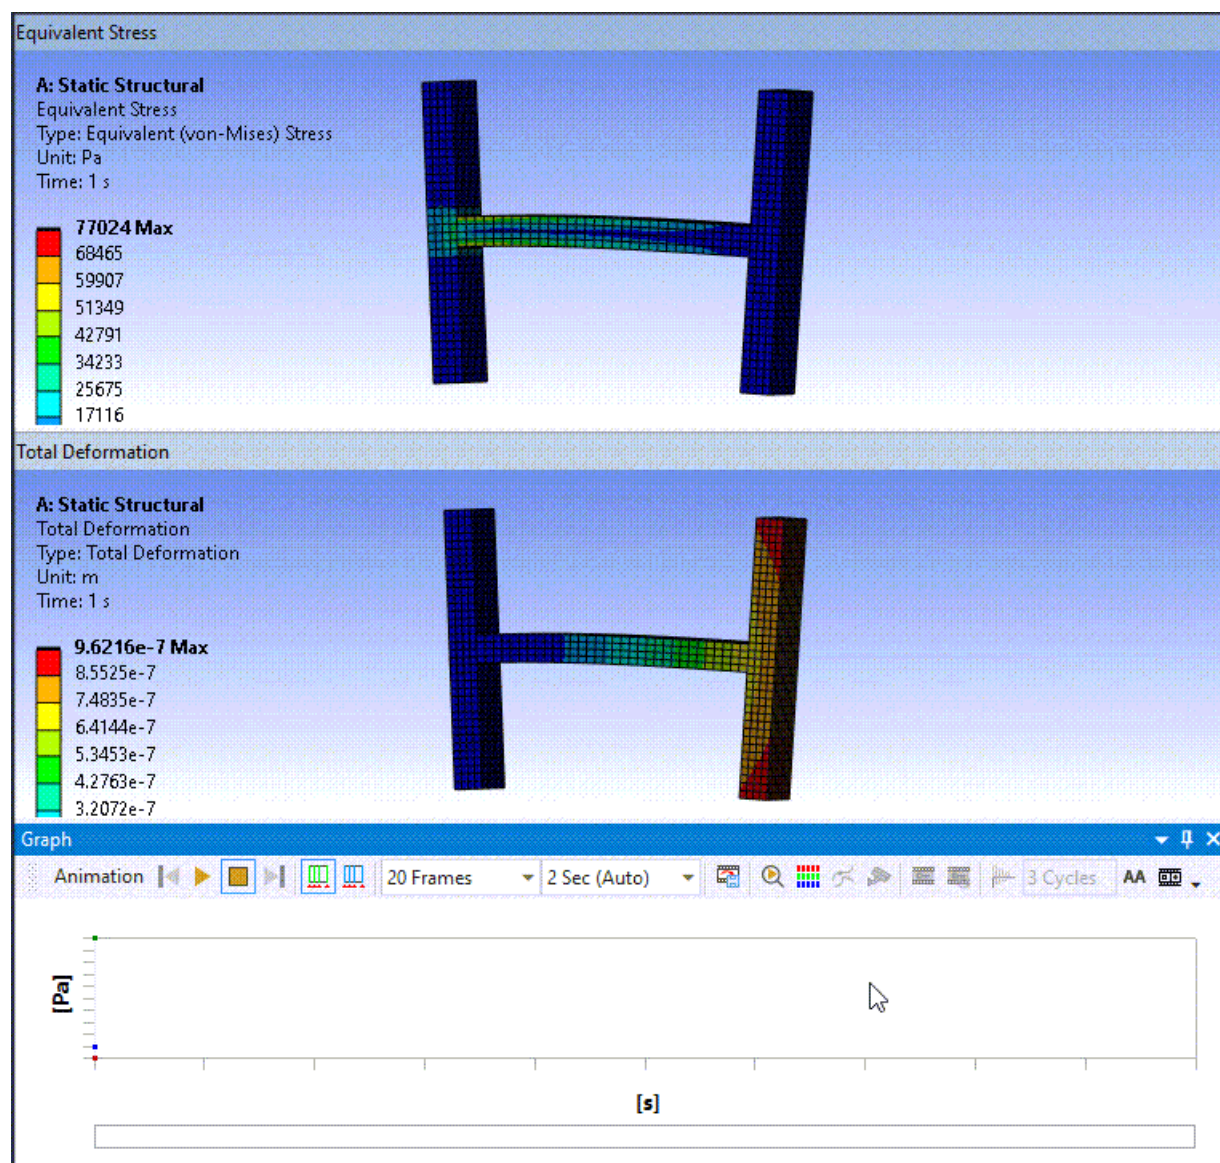 Equivalent Stress
A: Static Structural
Equivalent Stress
Type: Equivalent (von-Mises) Stress
Unit: Pa
Time: 1 s
77024 Max
68465
59907
51349
42791
34233
25675
17116
Total Deformation
A: Static Structural
Total Deformation
Type: Total Deformation
Unit: m
Time: 1 s
9.6216e-7 Max
8.5525e-7
7.4835e-7
6.4144e-7
5.3453e-7
4.2763e-7
3.2072e-7
Graph
Animation 20 Frames 2 Sec (Auto) 3 Cycles AA
[Pa]
[s]